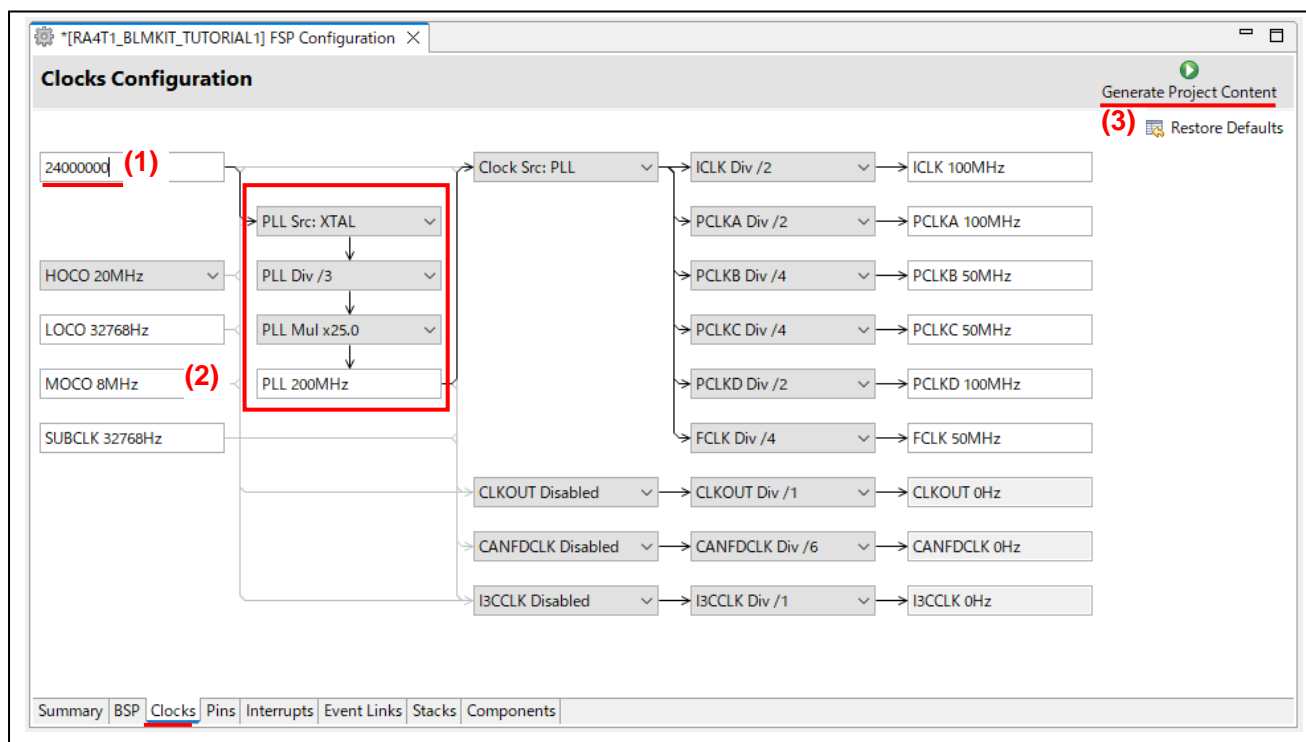 *[RA4T1_BLMKIT_TUTORIAL1] FSP Configuration
Clocks Configuration
Generate Project Content
(3) Restore Defaults
24000000 (1)
Clock Src: PLL
ICLK Div /2
ICLK 100MHz
PLL Src: XTAL
PCLKA Div /2
PCLKA 100MHz
HOCO 20MHz
PLL Div /3
PCLKB Div /4
PCLKB 50MHz
LOCO 32768Hz
PLL Mul x25.0
PCLKC Div /4
PCLKC 50MHz
MOCO 8MHz
(2)
PLL 200MHz
PCLKD Div /2
PCLKD 100MHz
SUBCLK 32768Hz
FCLK Div /4
FCLK 50MHz
CLKOUT Disabled
CLKOUT Div /1
CLKOUT 0Hz
CANFDCLK Disabled
CANFDCLK Div /6
CANFDCLK 0Hz
I3CCLK Disabled
I3CCLK Div /1
I3CCLK 0Hz
Summary BSP Clocks Pins Interrupts Event Links Stacks Components